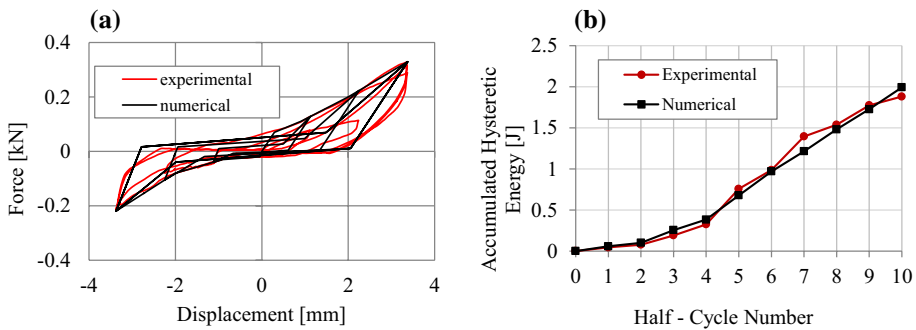 (a)
Force [kN]
0.4
0.2
0
-0.2
-0.4
experimental
numerical
-4 -2 0 2 4
Displacement [mm]
(b)
Accumulated Hysteretic
Energy [J]
2.5
2
1.5
1
0.5
0
Experimental
Numerical
0 1 2 3 4 5 6 7 8 9 10
Half - Cycle Number